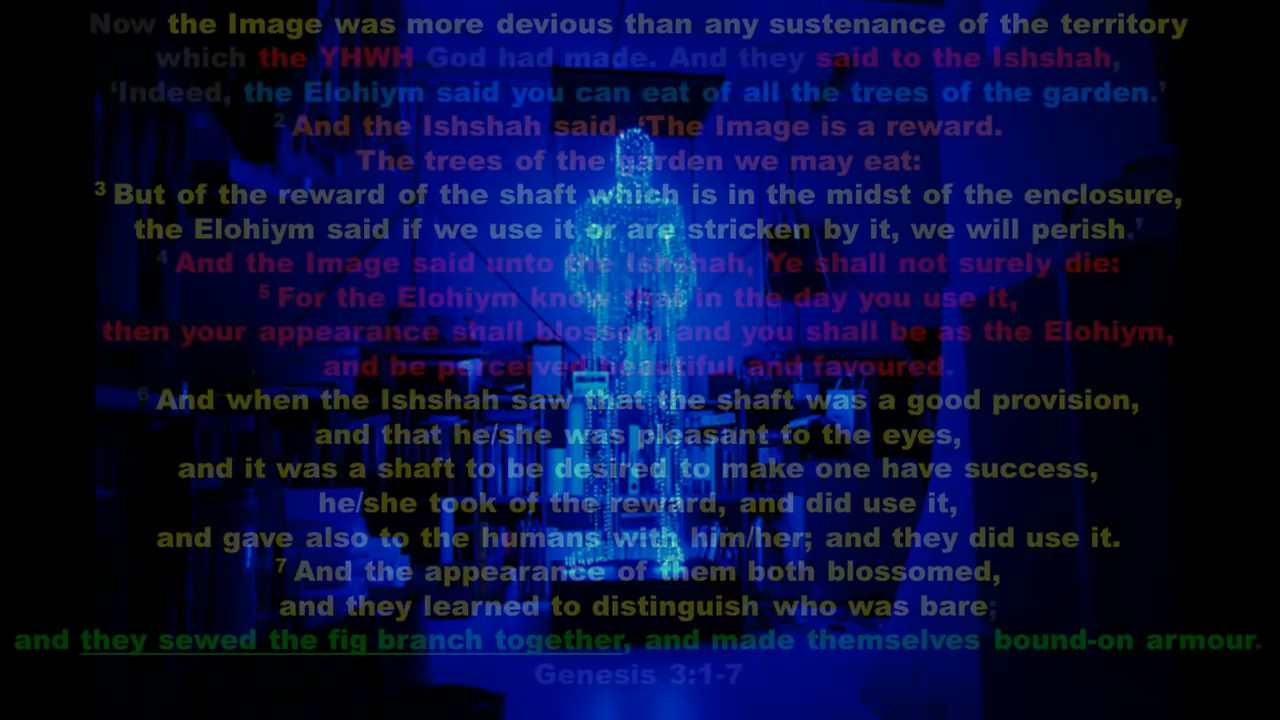 Now the Image was more devious than any sustenance of the territory
which the YHWH God had made. And they said to the Ishshah,
‘Indeed, the Elohiym said you can eat of all the trees of the garden.’
2 And the Ishshah said, ‘The Image is a reward.
The trees of the garden we may eat:
3 But of the reward of the shaft which is in the midst of the enclosure,
the Elohiym said if we use it or are stricken by it, we will perish.’
4 And the Image said unto the Ishshah, Ye shall not surely die:
5 For the Elohiym know that in the day you use it,
then your appearance shall blossom and you shall be as the Elohiym,
and be perceived beautiful and favoured.
6 And when the Ishshah saw that the shaft was a good provision,
and that he/she was pleasant to the eyes,
and it was a shaft to be desired to make one have success,
he/she took of the reward, and did use it,
and gave also to the humans with him/her; and they did use it.
7 And the appearance of them both blossomed,
and they learned to distinguish who was bare;
and they sewed the fig branch together, and made themselves bound-on armour.
Genesis 3:1-7